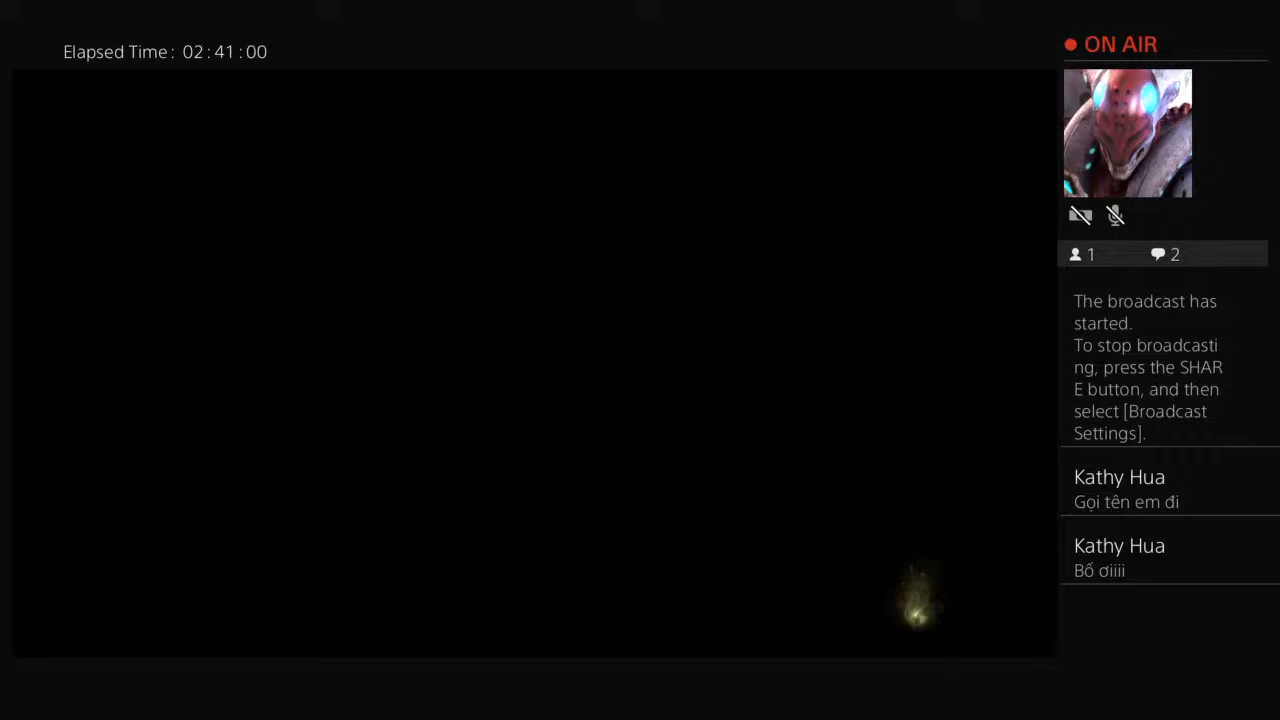 Elapsed Time: 02:41:00
ON AIR
1 2
The broadcast has
started.
To stop broadcasti
ng, press the SHAR
E button, and then
select [Broadcast
Settings].
Kathy Hua
Gọi tên em đi
Kathy Hua
Bố ơiiii